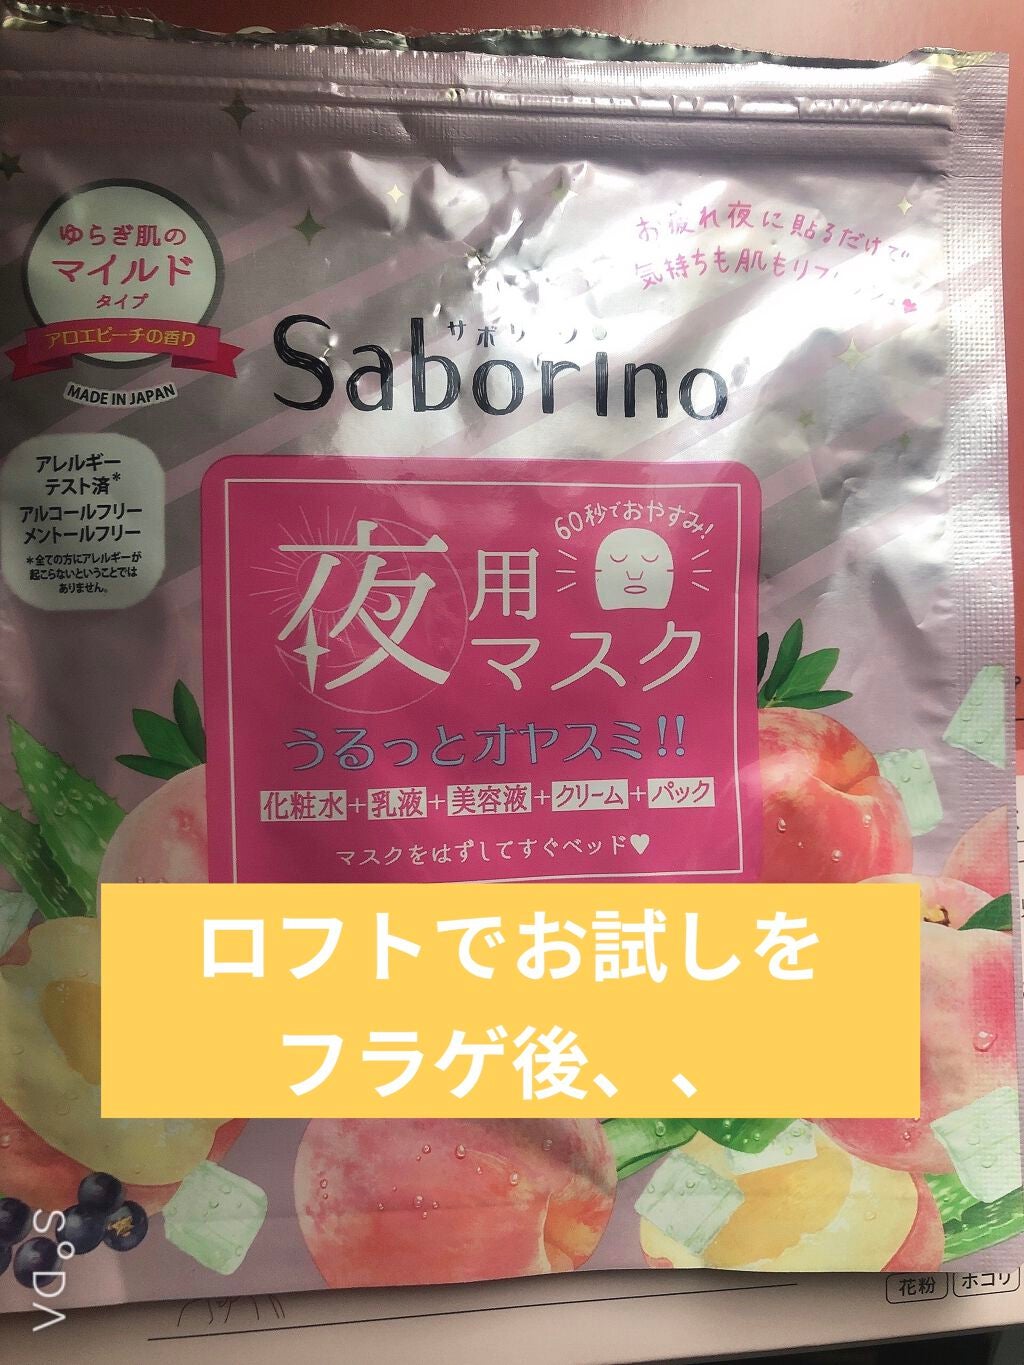 ゆらぎ肌の
マイルド
タイプ
アロエピーチの香り
MADE IN JAPAN
お疲れ夜に貼るだけで
気持ちも肌もリフ
サボリーノ
Saborino
アレルギー
テスト済*
アルコールフリー
メントールフリー
*全ての方にアレルギーが
起こらないということでは
ありません。
60秒でおやすみ!
夜用
マスク
うるっとオヤスミ!!
化粧水+乳液+美容液+クリーム+パック
マスクをはずしてすぐベッド♥
ロフトでお試しを
フラゲ後、、
SODA
花粉 ホコリ